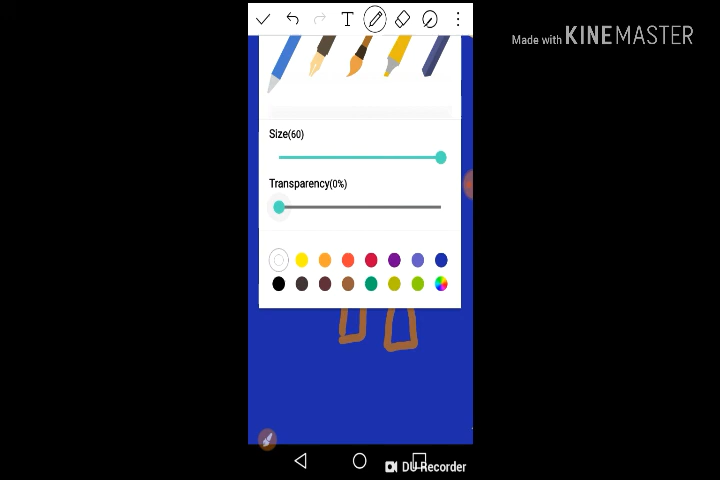 T
Made with KINEMASTER
Size(60)
Transparency(0%)
DU Recorder